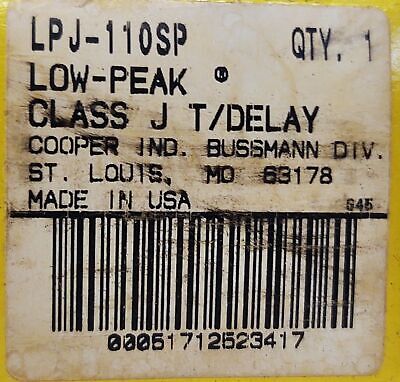 LPJ-110SP QTY. 1
LOW-PEAK ®
CLASS J T/DELAY
COOPER IND. BUSSMANN DIV.
ST. LOUIS, MO 63178
MADE IN USA G45
00051712523417